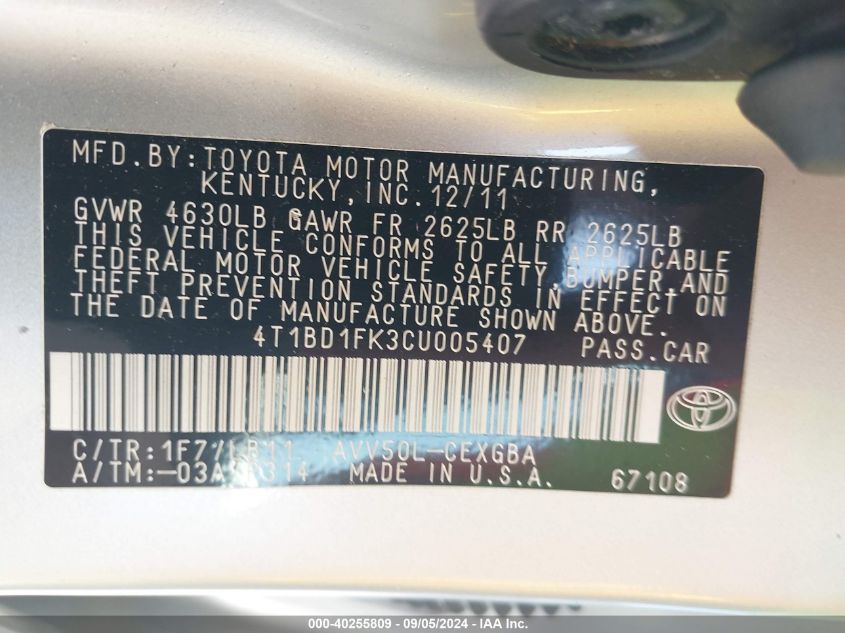 MFD.BY:TOYOTA MOTOR MANUFACTURING,
KENTUCKY,INC.12/11
GVWR 4630LB GAWR FR 2625LB RR 2625LB
THIS VEHICLE CONFORMS TO ALL APPLICABLE
FEDERAL MOTOR VEHICLE SAFETY,BUMPER,AND
THEFT PREVENTION STANDARDS IN EFFECT ON
THE DATE OF MANUFACTURE SHOWN ABOVE.
4T1BD1FK3CU005407 PASS.CAR
C/TR: AVV50L-CEXGBA
A/TM: MADE IN U.S.A. 67108
000-40255809 - 09/05/2024 - IAA Inc.